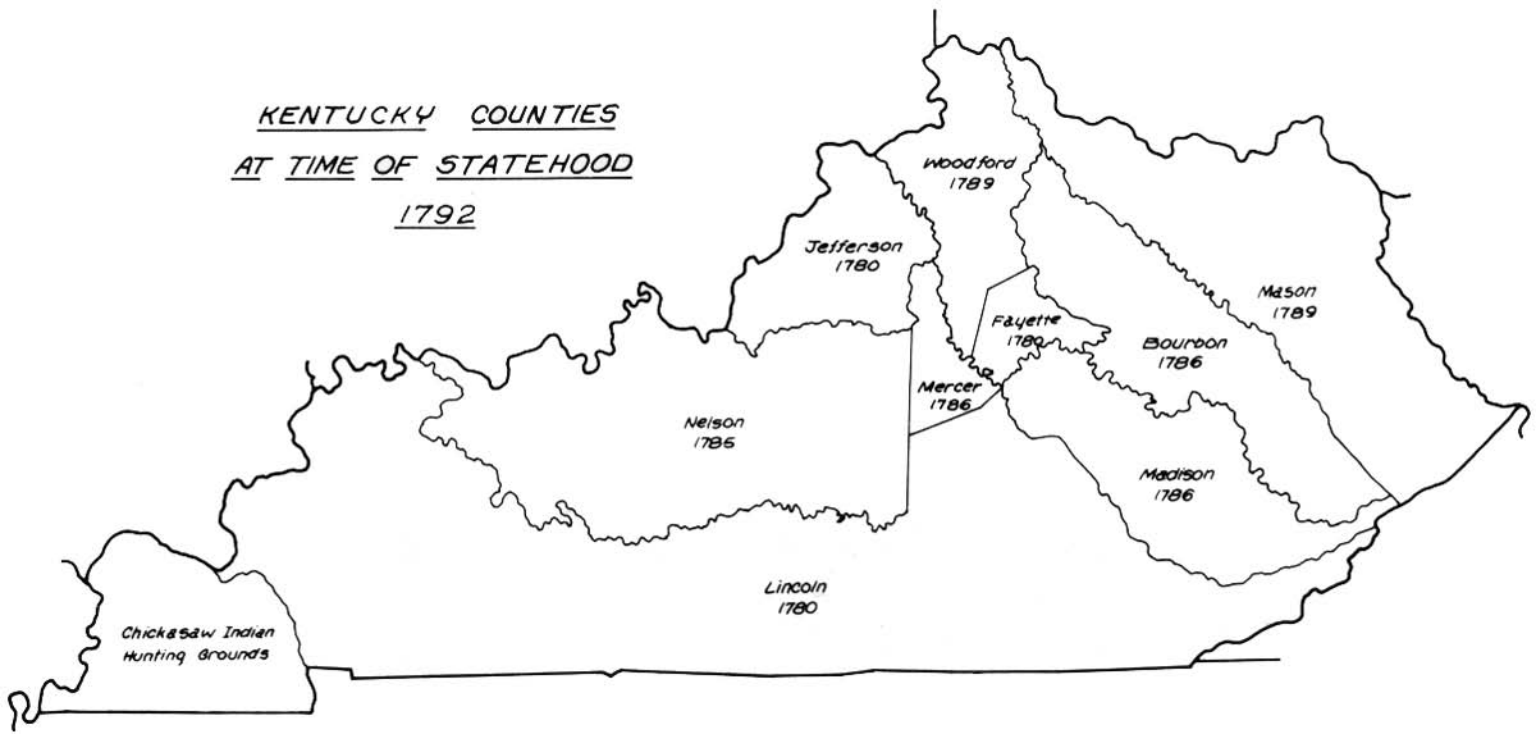 KENTUCKY COUNTIES
AT TIME OF STATEHOOD
1792
Woodford
1789
Jefferson
1780
Mason
1789
Fayette
1780
Bourbon
1786
Mercer
1786
Nelson
1785
Madison
1786
Lincoln
1780
Chickasaw Indian
Hunting Grounds